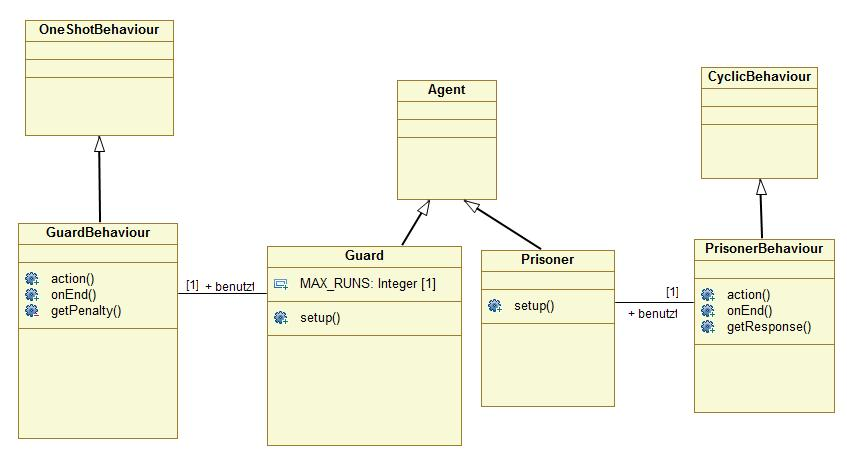 OneShotBehaviour
Agent
CyclicBehaviour
GuardBehaviour
action()
onEnd()
getPenalty()
[1] + benutzt
Guard
MAX_RUNS: Integer [1]
setup()
Prisoner
setup()
[1]
+ benutzt
PrisonerBehaviour
action()
onEnd()
getResponse()